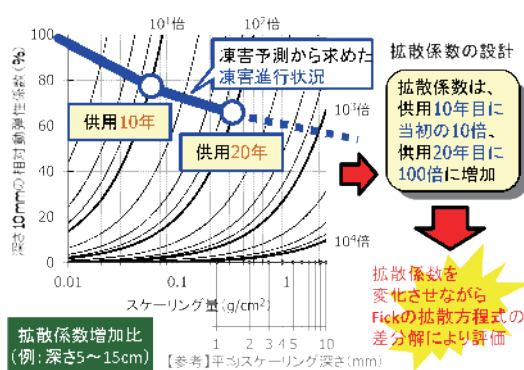 10¹倍
10²倍
100
80
60
40
20
0
深さ10mmの相対動弾性係数(%)
凍害予測から求めた
凍害進行状況
供用10年
供用20年
10³倍
10⁴倍
0.01
0.1
1
スケーリング量(g/cm²)
1
2
5
10
【参考】平均スケーリング深さ(mm)
拡散係数増加比
(例:深さ5～15cm)
拡散係数の設計
拡散係数は、
供用10年目に
当初の10倍、
供用20年目に
100倍に増加
拡散係数を
変化させながら
Fickの拡散方程式の
差分解により評価